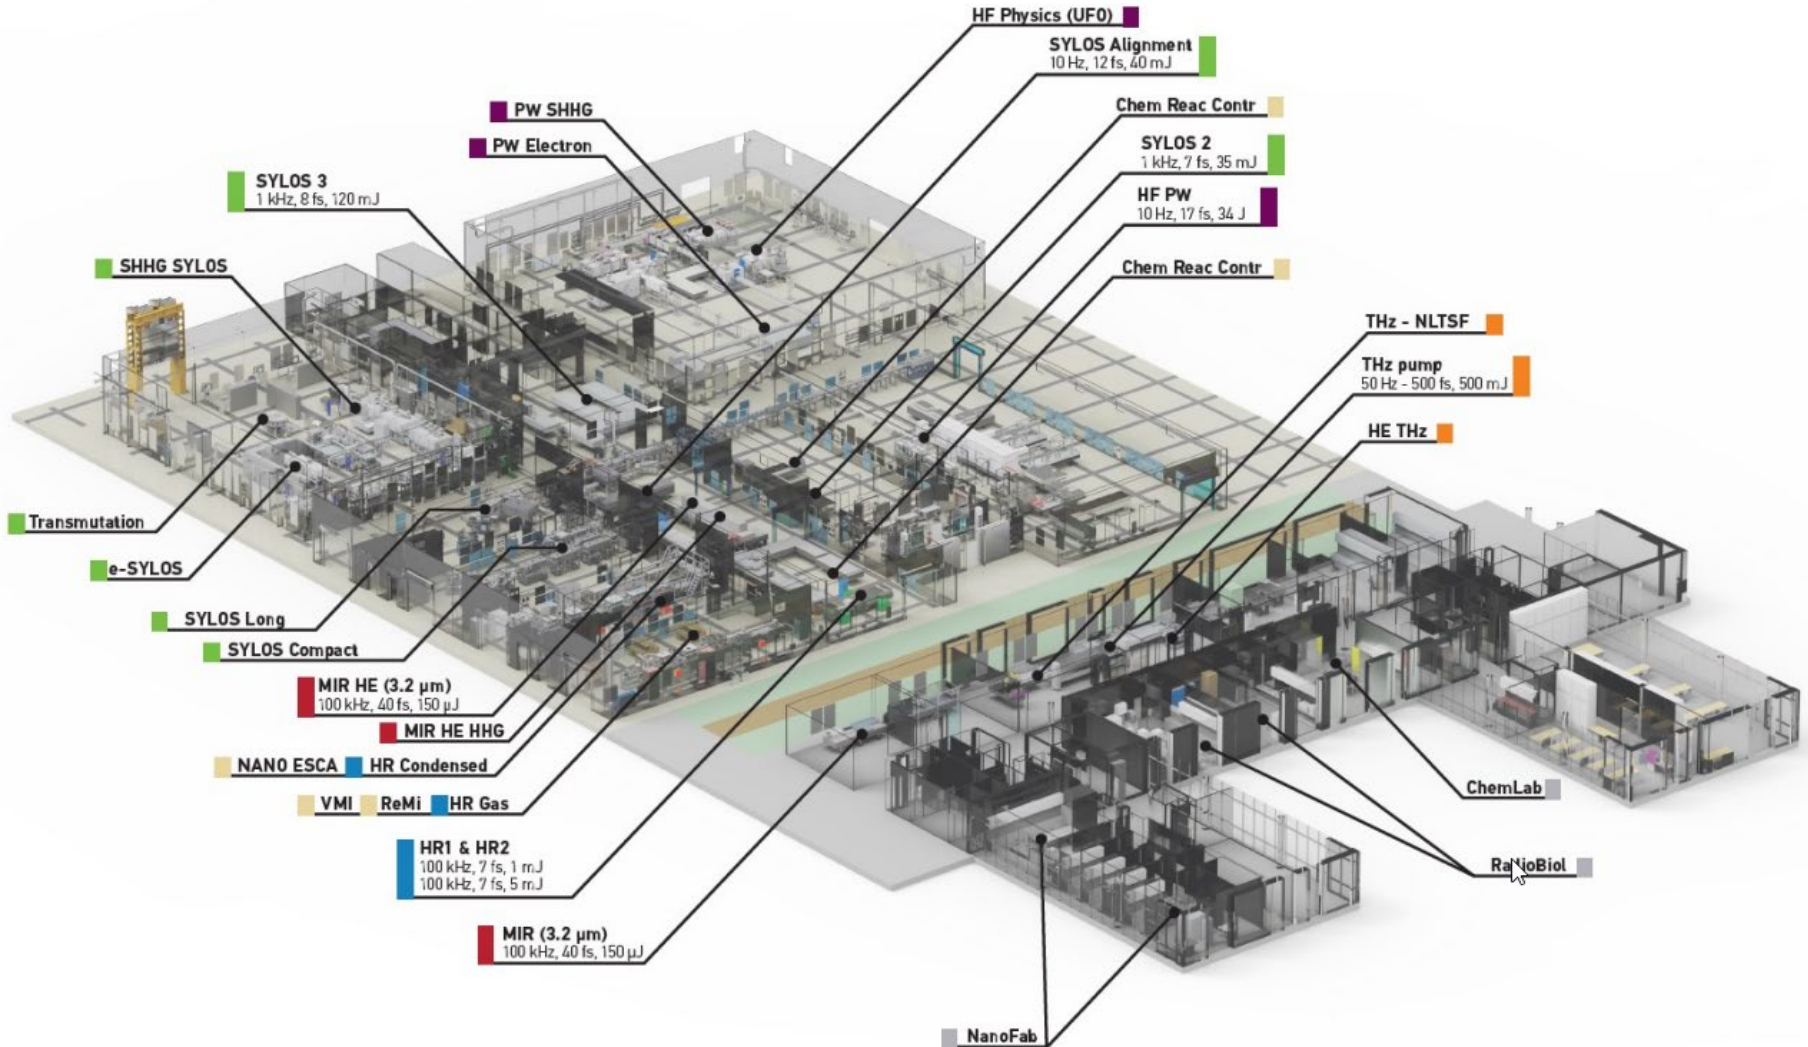 HF Physics (UFO)
SYLOS Alignment
10 Hz, 12 fs, 40 mJ
PW SHHG
Chem Reac Contr
PW Electron
SYLOS 2
1 kHz, 7 fs, 35 mJ
SYLOS 3
1 kHz, 8 fs, 120 mJ
HF PW
10 Hz, 17 fs, 34 J
SHHG SYLOS
Chem Reac Contr
THz - NLTSF
THz pump
50 Hz - 500 fs, 500 mJ
HE THz
Transmutation
e-SYLOS
SYLOS Long
SYLOS Compact
MIR HE (3.2 µm)
100 kHz, 40 fs, 150 µJ
MIR HE HHG
NANO ESCA HR Condensed
VMI ReMi HR Gas
ChemLab
HR1 & HR2
100 kHz, 7 fs, 1 mJ
100 kHz, 7 fs, 5 mJ
RadioBiol
MIR (3.2 µm)
100 kHz, 40 fs, 150 µJ
NanoFab